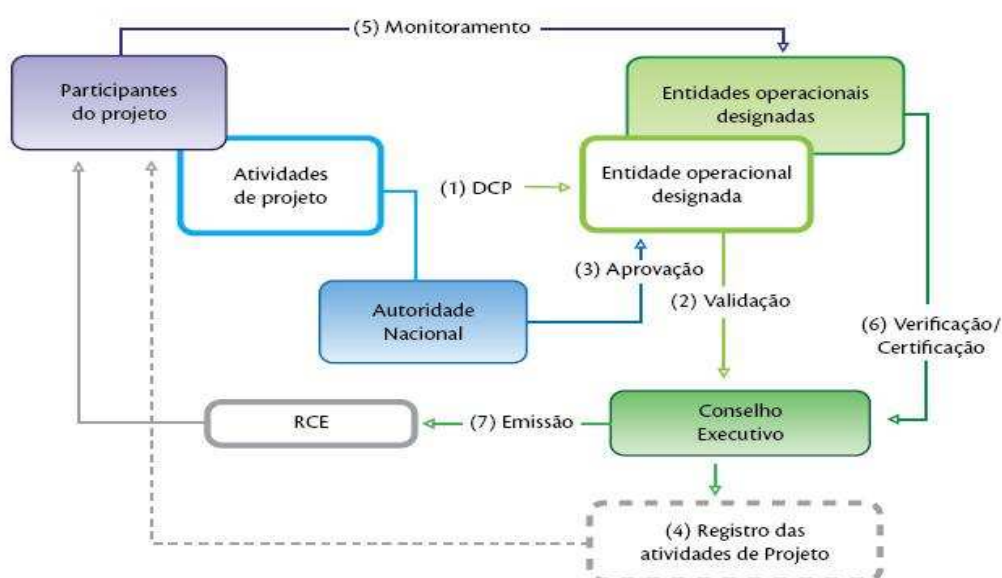 (5) Monitoramento
Participantes
do projeto
Entidades operacionais
designadas
Atividades
de projeto
(1) DCP
Entidade operacional
designada
(3) Aprovação
(2) Validação
Autoridade
Nacional
(6) Verificação/
Certificação
RCE
(7) Emissão
Conselho
Executivo
(4) Registro das
atividades de Projeto